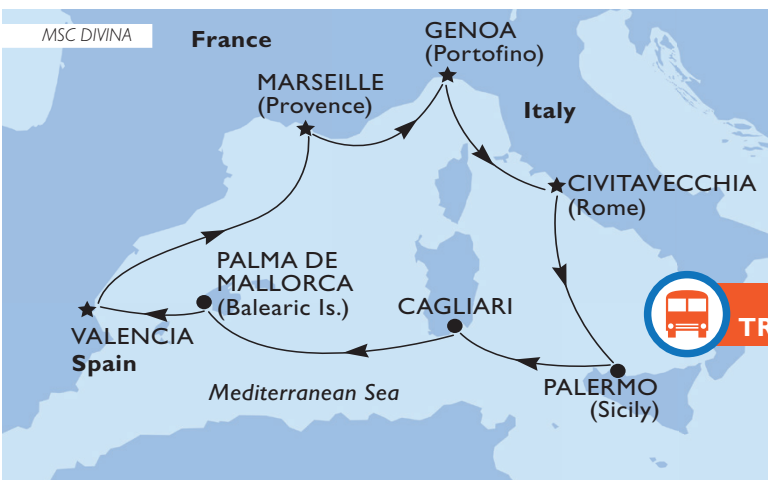 MSC DIVINA
France
GENOA
(Portofino)
MARSEILLE
(Provence)
Italy
CIVITAVECCHIA
(Rome)
PALMA DE
MALLORCA
(Balearic Is.)
CAGLIARI
VALENCIA
Spain
TR
PALERMO
(Sicily)
Mediterranean Sea